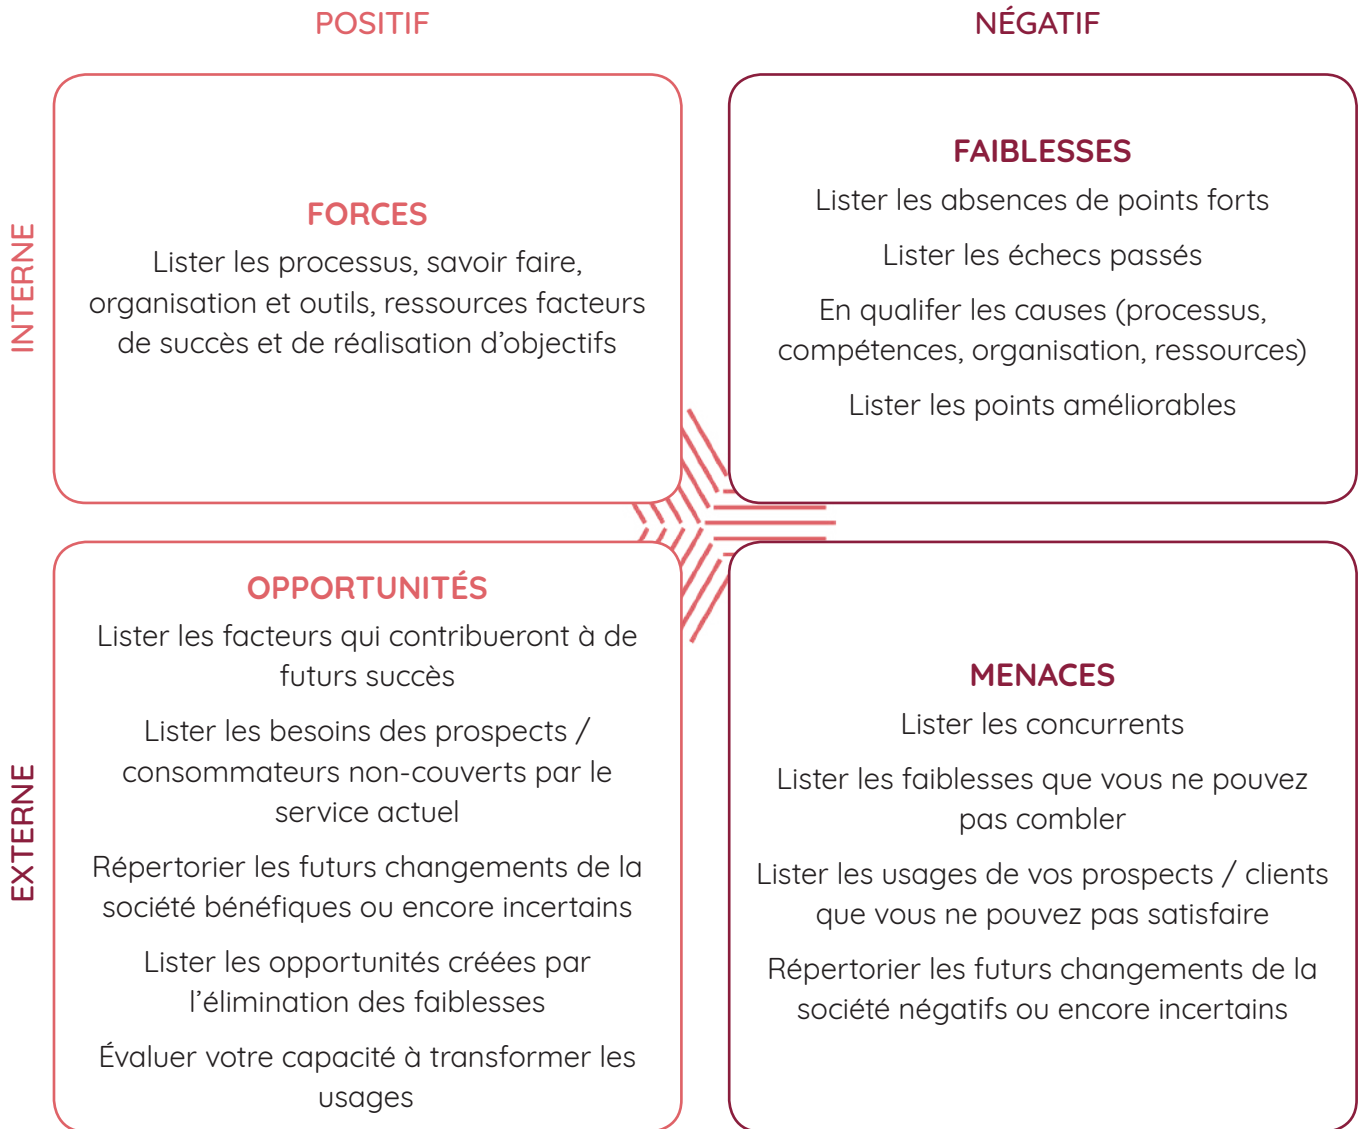 POSITIF
NÉGATIF
INTERNE
FORCES
Lister les processus, savoir faire,
organisation et outils, ressources facteurs
de succès et de réalisation d’objectifs
FAIBLESSES
Lister les absences de points forts
Lister les échecs passés
En qualifer les causes (processus,
compétences, organisation, ressources)
Lister les points améliorables
EXTERNE
OPPORTUNITÉS
Lister les facteurs qui contribueront à de
futurs succès
Lister les besoins des prospects /
consommateurs non-couverts par le
service actuel
Répertorier les futurs changements de la
société bénéfiques ou encore incertains
Lister les opportunités créées par
l’élimination des faiblesses
Évaluer votre capacité à transformer les
usages
MENACES
Lister les concurrents
Lister les faiblesses que vous ne pouvez
pas combler
Lister les usages de vos prospects / clients
que vous ne pouvez pas satisfaire
Répertorier les futurs changements de la
société négatifs ou encore incertains